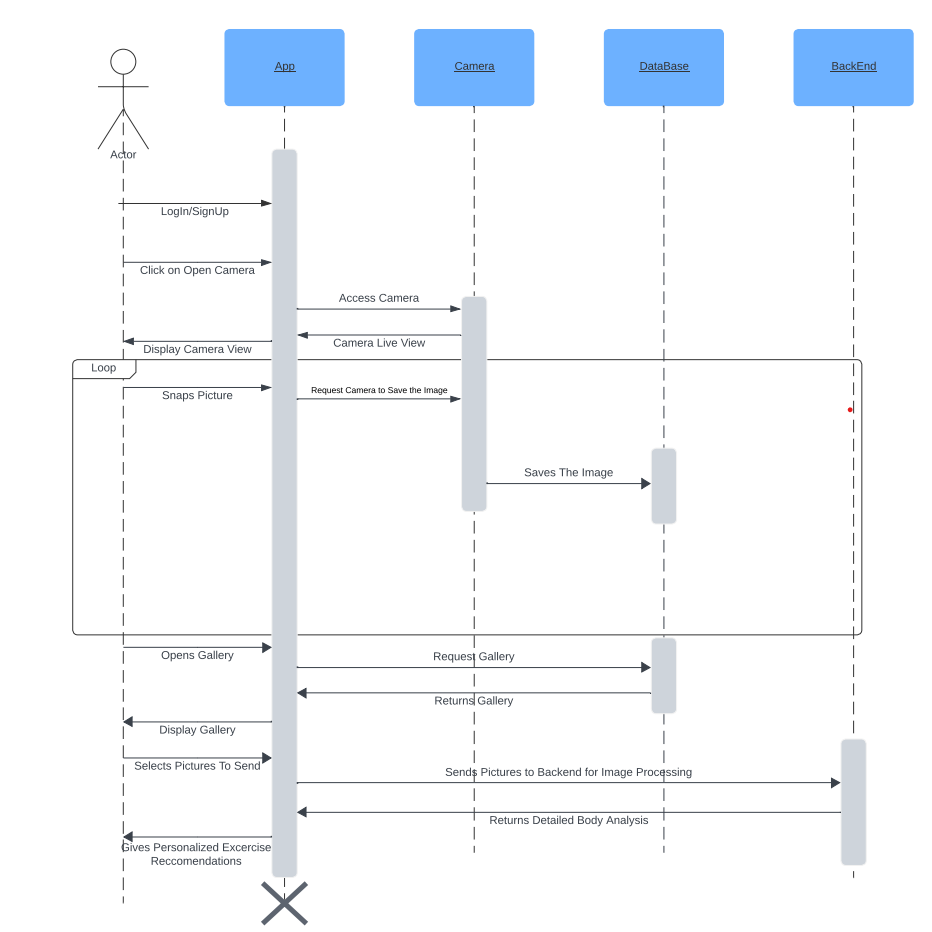 App
Camera
DataBase
BackEnd
Actor
LogIn/SignUp
Click on Open Camera
Access Camera
Camera Live View
Display Camera View
Loop
Snaps Picture
Request Camera to Save the Image
Saves The Image
Opens Gallery
Request Gallery
Returns Gallery
Display Gallery
Selects Pictures To Send
Sends Pictures to Backend for Image Processing
Returns Detailed Body Analysis
Gives Personalized Excercise
Reccomendations